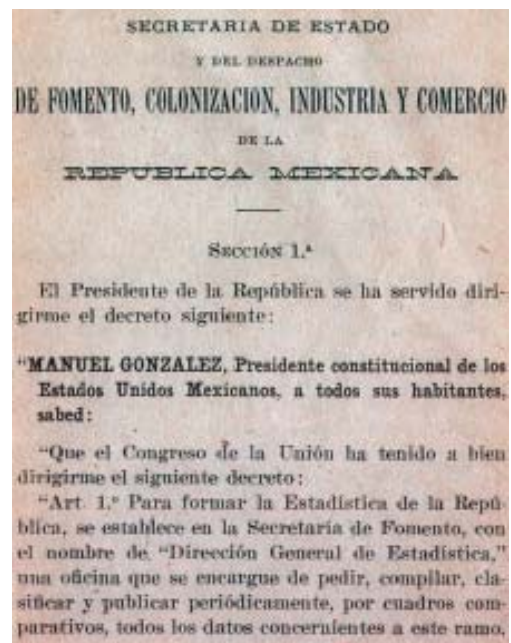 SECRETARIA DE ESTADO
Y DEL DESPACHO
DE FOMENTO, COLONIZACION, INDUSTRIA Y COMERCIO
DE LA
REPUBLICA MEXICANA
SECCIÓN 1.ª
El Presidente de la República se ha servido diri-
girme el decreto siguiente:
"MANUEL GONZALEZ, Presidente constitucional de los
Estados Unidos Mexicanos, a todos sus habitantes,
sabed:
"Que el Congreso de la Unión ha tenido a bien
dirigirme el siguiente decreto:
"Art. 1.º Para formar la Estadística de la Repú-
blica, se establece en la Secretaria de Fomento, con
el nombre de "Dirección General de Estadística,"
una oficina que se encargue de pedir, compilar, cla-
sificar y publicar periódicamente, por cuadros com-
parativos, todos los datos concernientes a este ramo,